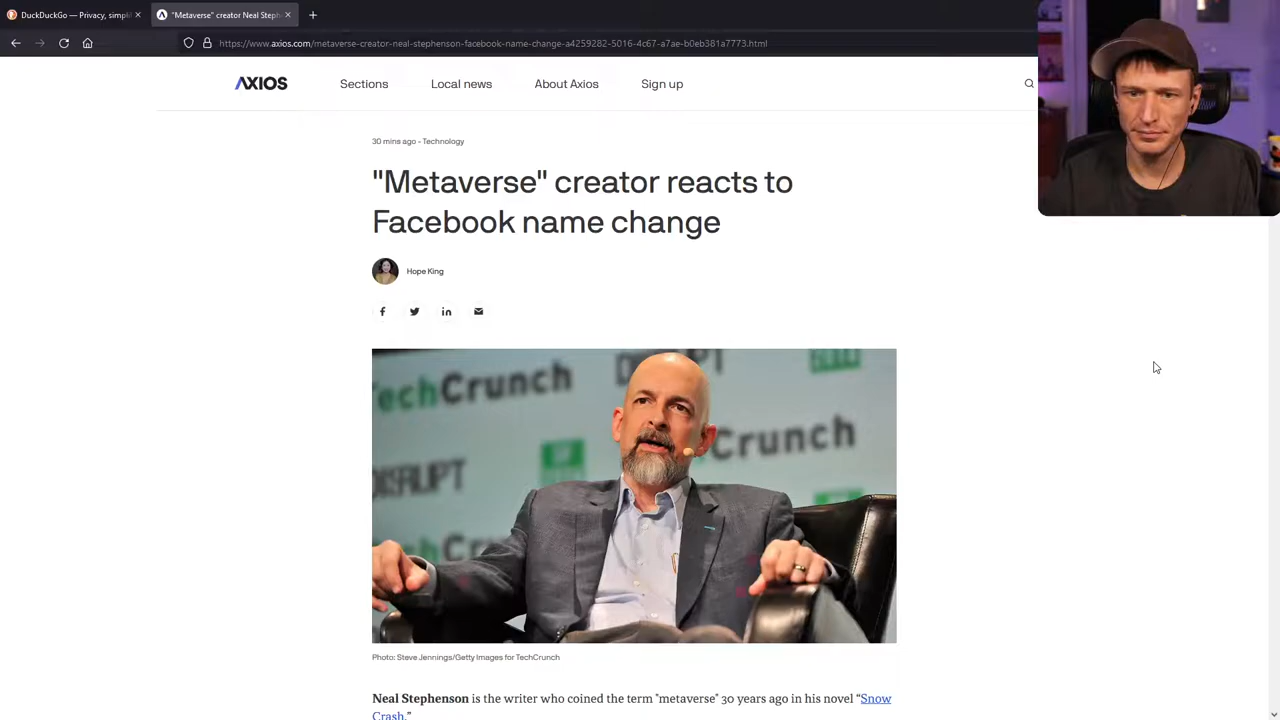 DuckDuckGo — Privacy, simpli
"Metaverse" creator Neal Steph
https://www.axios.com/metaverse-creator-neal-stephenson-facebook-name-change-a4259282-5016-4c67-a7ae-b0eb381a7773.html
AXIOS
Sections
Local news
About Axios
Sign up
30 mins ago - Technology
"Metaverse" creator reacts to
Facebook name change
Hope King
TechCrunch
DISRUPT
Crunch
DISRUPT
Photo: Steve Jennings/Getty Images for TechCrunch
Neal Stephenson is the writer who coined the term "metaverse" 30 years ago in his novel “Snow
Crash.”